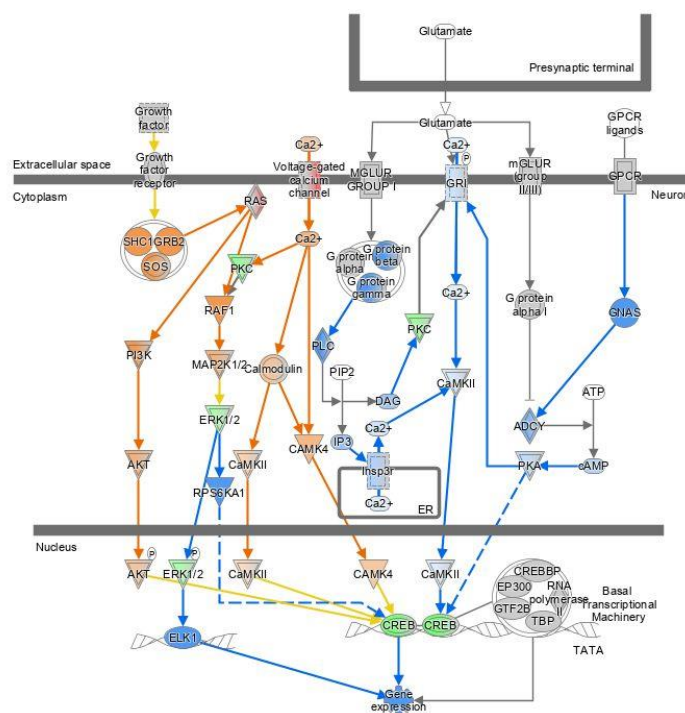 Glutamate
Presynaptic terminal
Growth
factor
Glutamate
GPCR
ligands
Ca2+
Ca2+
P
Extracellular space
Growth
factor
receptor
Voltage-gated
calcium
channel
MGLUR
GROUP I
GRI
mGLUR
(group
II/III)
GPCR
Cytoplasm
Neuron
RAS
SHC1
GRB2
SOS
Ca2+
PKC
G protein
alpha
G protein
beta
G protein
gamma
Ca2+
G protein
alpha I
GNAS
RAF1
PKC
PI3K
MAP2K1/2
Calmodulin
PLC
PIP2
CaMKII
DAG
ATP
ERK1/2
Ca2+
ADCY
CAMK4
IP3
AKT
CaMKII
Insp3r
PKA
cAMP
RPS6KA1
Ca2+
ER
Nucleus
P
P
AKT
ERK1/2
CaMKII
CAMK4
CaMKII
CREBBP
EP300
RNA
polymerase
II
GTF2B
TBP
Basal
Transcriptional
Machinery
CREB
CREB
ELK1
TATA
Gene
expression